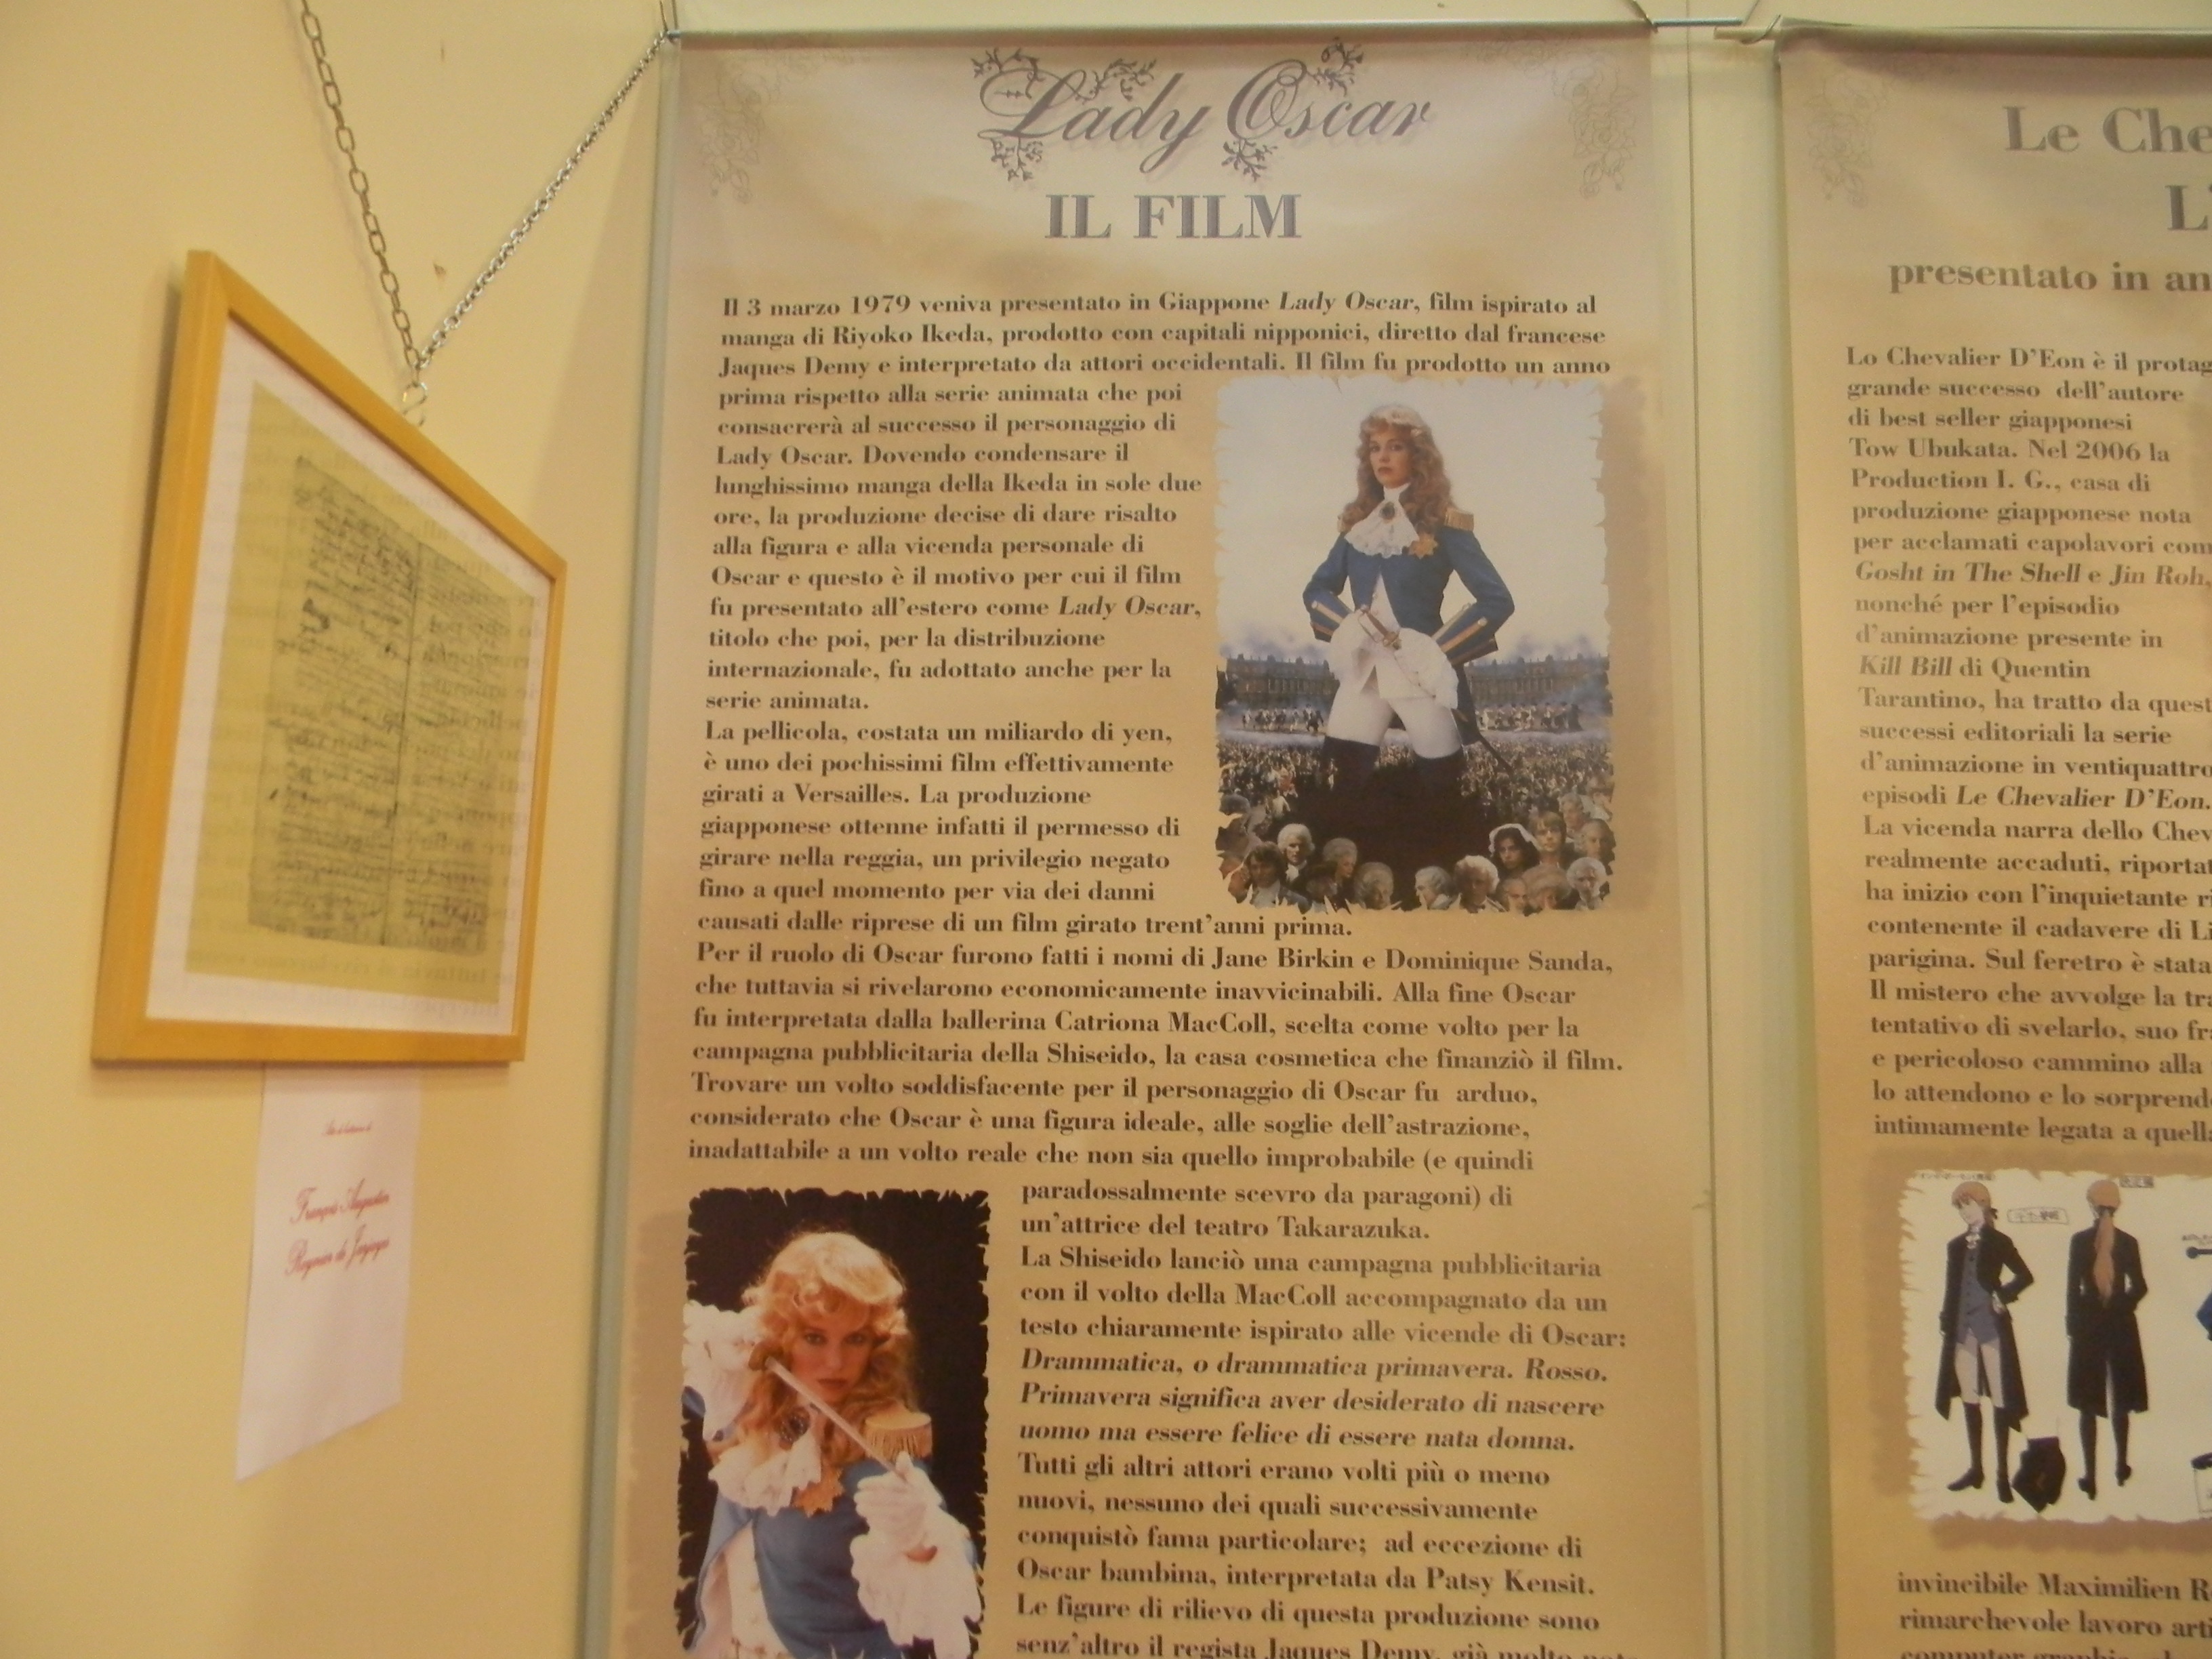 Lady Oscar
IL FILM
Il 3 marzo 1979 veniva presentato in Giappone Lady Oscar, film ispirato al
manga di Riyoko Ikeda, prodotto con capitali nipponici, diretto dal francese
Jaques Demy e interpretato da attori occidentali. Il film fu prodotto un anno
prima rispetto alla serie animata che poi
consacrerà al successo il personaggio di
Lady Oscar. Dovendo condensare il
lunghissimo manga della Ikeda in sole due
ore, la produzione decise di dare risalto
alla figura e alla vicenda personale di
Oscar e questo è il motivo per cui il film
fu presentato all'estero come Lady Oscar,
titolo che poi, per la distribuzione
internazionale, fu adottato anche per la
serie animata.
La pellicola, costata un miliardo di yen,
è uno dei pochissimi film effettivamente
girati a Versailles. La produzione
giapponese ottenne infatti il permesso di
girare nella reggia, un privilegio negato
fino a quel momento per via dei danni
causati dalle riprese di un film girato trent'anni prima.
Per il ruolo di Oscar furono fatti i nomi di Jane Birkin e Dominique Sanda,
che tuttavia si rivelarono economicamente inavvicinabili. Alla fine Oscar
fu interpretata dalla ballerina Catriona MacColl, scelta come volto per la
campagna pubblicitaria della Shiseido, la casa cosmetica che finanziò il film.
Trovare un volto soddisfacente per il personaggio di Oscar fu arduo,
considerato che Oscar è una figura ideale, alle soglie dell'astrazione,
inadattabile a un volto reale che non sia quello improbabile (e quindi
paradossalmente scevro da paragoni) di
un'attrice del teatro Takarazuka.
La Shiseido lanciò una campagna pubblicitaria
con il volto della MacColl accompagnato da un
testo chiaramente ispirato alle vicende di Oscar:
Drammatica, o drammatica primavera. Rosso.
Primavera significa aver desiderato di nascere
uomo ma essere felice di essere nata donna.
Tutti gli altri attori erano volti più o meno
nuovi, nessuno dei quali successivamente
conquistò fama particolare; ad eccezione di
Oscar bambina, interpretata da Patsy Kensit.
Le figure di rilievo di questa produzione sono
senz'altro il regista Jaques Demy, già molto
Le Che
L
presentato in an
Lo Chevalier D'Eon è il protag
grande successo dell'autore
di best seller giapponesi
Tow Ubukata. Nel 2006 la
Production I. G., casa di
produzione giapponese nota
per acclamati capolavori com
Gosht in The Shell e Jin Roh,
nonché per l'episodio
d'animazione presente in
Kill Bill di Quentin
Tarantino, ha tratto da quest
successi editoriali la serie
d'animazione in ventiquattro
episodi Le Chevalier D'Eon.
La vicenda narra dello Chev
realmente accaduti, riportat
ha inizio con l'inquietante ri
contenente il cadavere di Li
parigina. Sul feretro è stata
Il mistero che avvolge la tra
tentativo di svelarlo, suo fra
e pericoloso cammino alla
lo attendono e lo sorprend
intimamente legata a quella
invincibile Maximilien R
rimarchevole lavoro arti
François Augustin
Reynier de Jarjayes